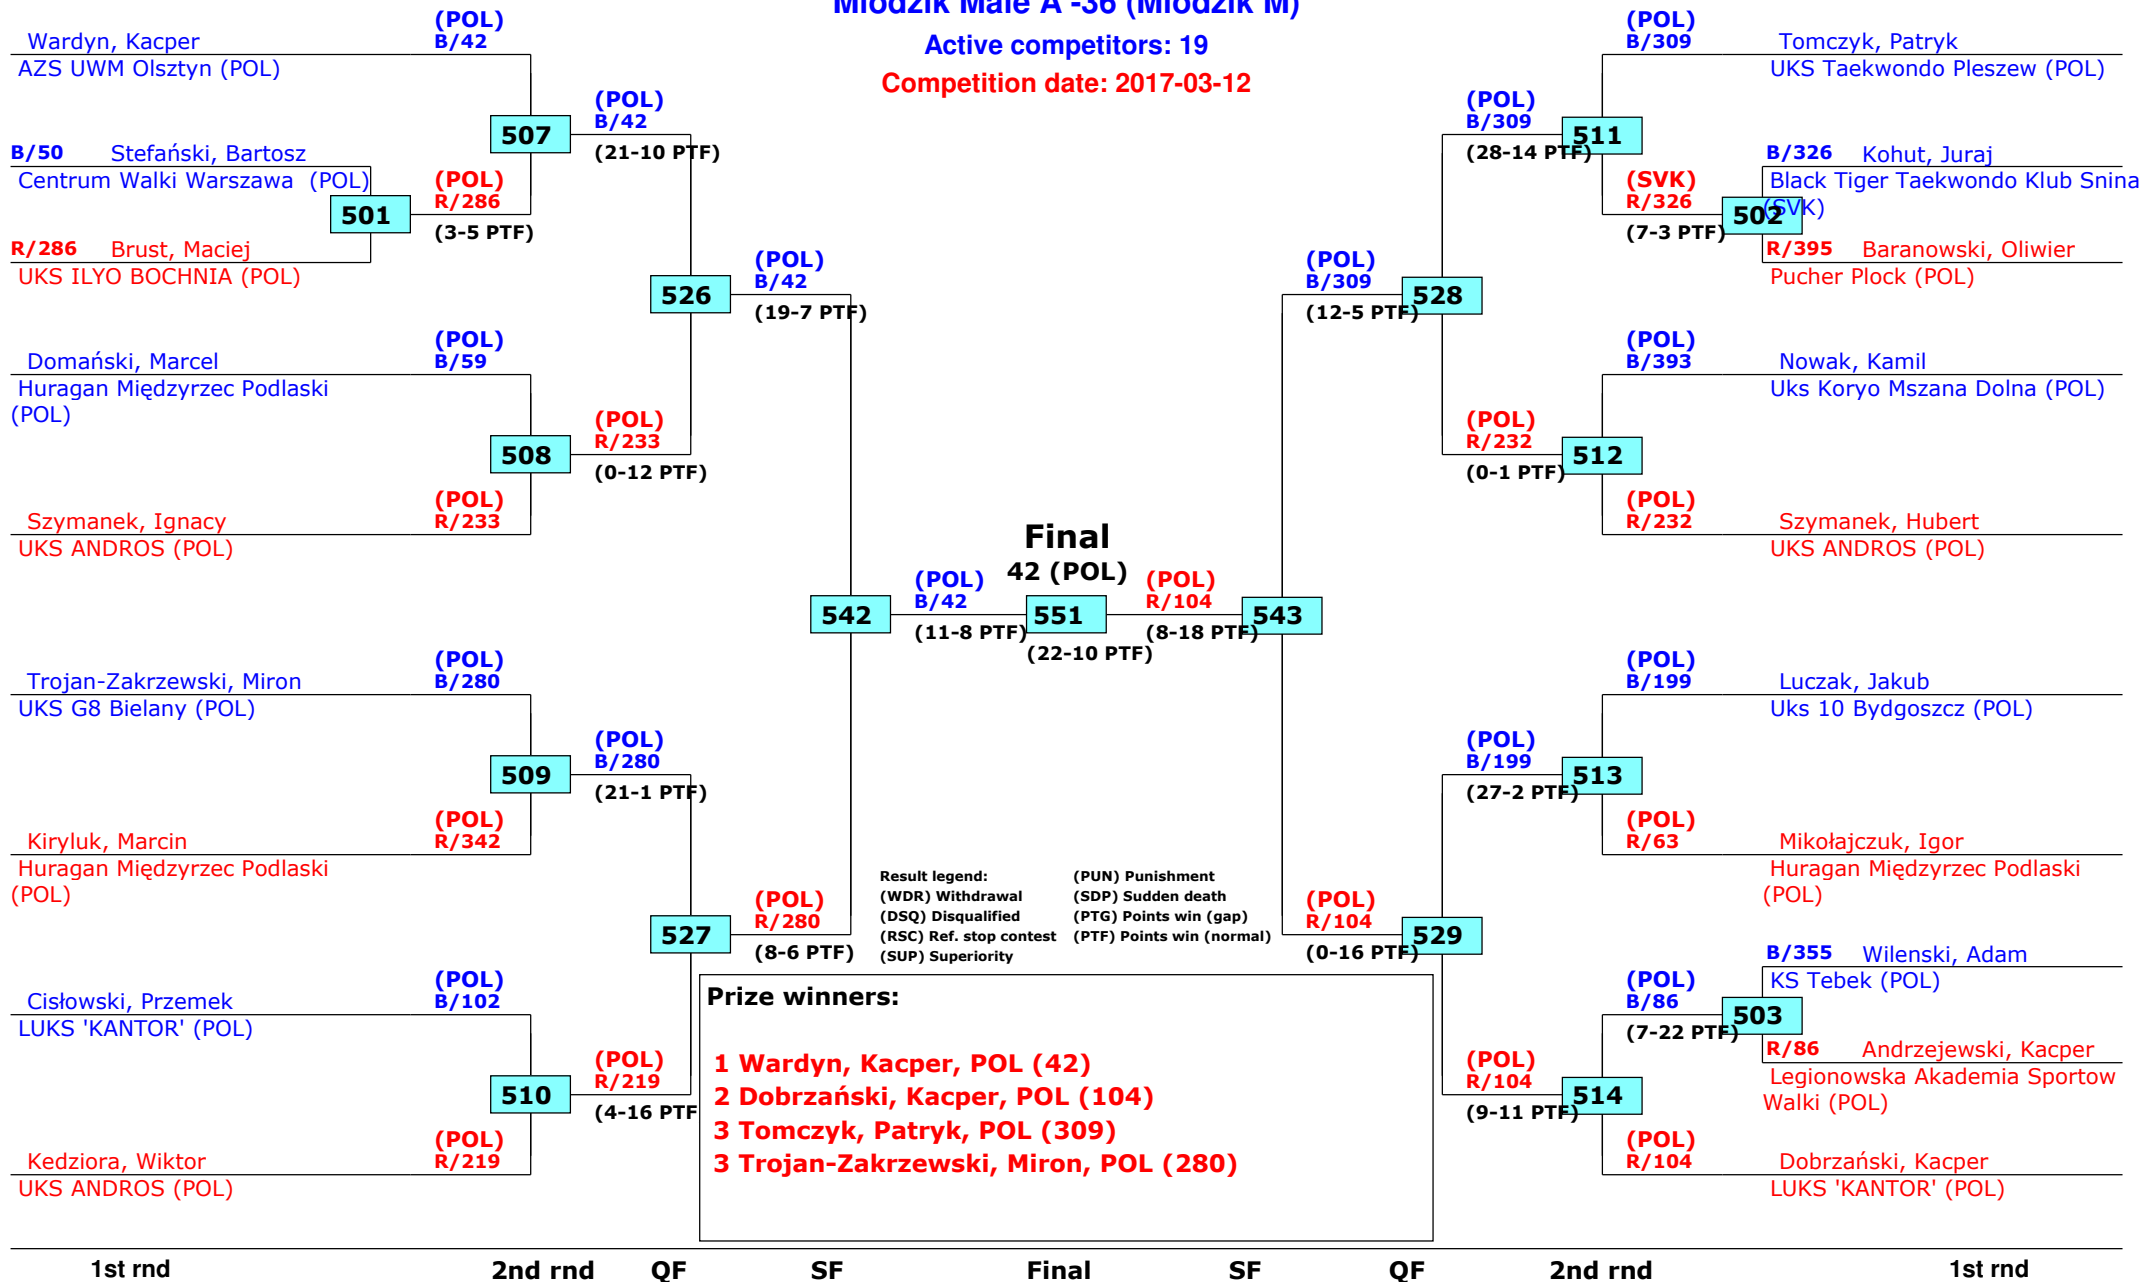 Mlodzik Male A -36 (Mlodzik M)
Active competitors: 19
Competition date: 2017-03-12
Wardyn, Kacper
AZS UWM Olsztyn (POL)
(POL)
B/42
B/50 Stefański, Bartosz
Centrum Walki Warszawa (POL)
R/286 Brust, Maciej
UKS ILYO BOCHNIA (POL)
501
(POL)
R/286
(3-5 PTF)
507
(POL)
B/42
(21-10 PTF)
Domański, Marcel
Huragan Międzyrzec Podlaski
(POL)
(POL)
B/59
Szymanek, Ignacy
UKS ANDROS (POL)
(POL)
R/233
508
(POL)
R/233
(0-12 PTF)
526
(POL)
B/42
(19-7 PTF)
Trojan-Zakrzewski, Miron
UKS G8 Bielany (POL)
(POL)
B/280
Kiryluk, Marcin
Huragan Międzyrzec Podlaski
(POL)
(POL)
R/342
509
(POL)
B/280
(21-1 PTF)
Cisłowski, Przemek
LUKS 'KANTOR' (POL)
(POL)
B/102
Kedziora, Wiktor
UKS ANDROS (POL)
(POL)
R/219
510
(POL)
R/219
(4-16 PTF
527
(POL)
R/280
(8-6 PTF)
542
(POL)
B/42
(11-8 PTF)
Final
42 (POL)
551
(22-10 PTF)
(POL)
R/104
(8-18 PTF)
543
(POL)
B/309
(12-5 PTF)
528
(POL)
B/309
(28-14 PTF)
511
(POL)
B/309
Tomczyk, Patryk
UKS Taekwondo Pleszew (POL)
(SVK)
R/326
(7-3 PTF)
502
B/326 Kohut, Juraj
Black Tiger Taekwondo Klub Snina
(SVK)
R/395 Baranowski, Oliwier
Pucher Plock (POL)
(POL)
R/232
(0-1 PTF)
512
(POL)
B/393
Nowak, Kamil
Uks Koryo Mszana Dolna (POL)
(POL)
R/232
Szymanek, Hubert
UKS ANDROS (POL)
(POL)
R/104
(0-16 PTF)
529
(POL)
B/199
(27-2 PTF)
513
(POL)
B/199
Luczak, Jakub
Uks 10 Bydgoszcz (POL)
(POL)
R/63
Mikołajczuk, Igor
Huragan Międzyrzec Podlaski
(POL)
(POL)
R/104
(9-11 PTF)
514
(POL)
B/86
(7-22 PTF)
503
B/355 Wilenski, Adam
KS Tebek (POL)
R/86 Andrzejewski, Kacper
Legionowska Akademia Sportow
Walki (POL)
(POL)
R/104
Dobrzański, Kacper
LUKS 'KANTOR' (POL)
Result legend:
(WDR) Withdrawal
(DSQ) Disqualified
(RSC) Ref. stop contest
(SUP) Superiority
(PUN) Punishment
(SDP) Sudden death
(PTG) Points win (gap)
(PTF) Points win (normal)
Prize winners:
1 Wardyn, Kacper, POL (42)
2 Dobrzański, Kacper, POL (104)
3 Tomczyk, Patryk, POL (309)
3 Trojan-Zakrzewski, Miron, POL (280)
1st rnd 2nd rnd QF SF Final SF QF 2nd rnd 1st rnd